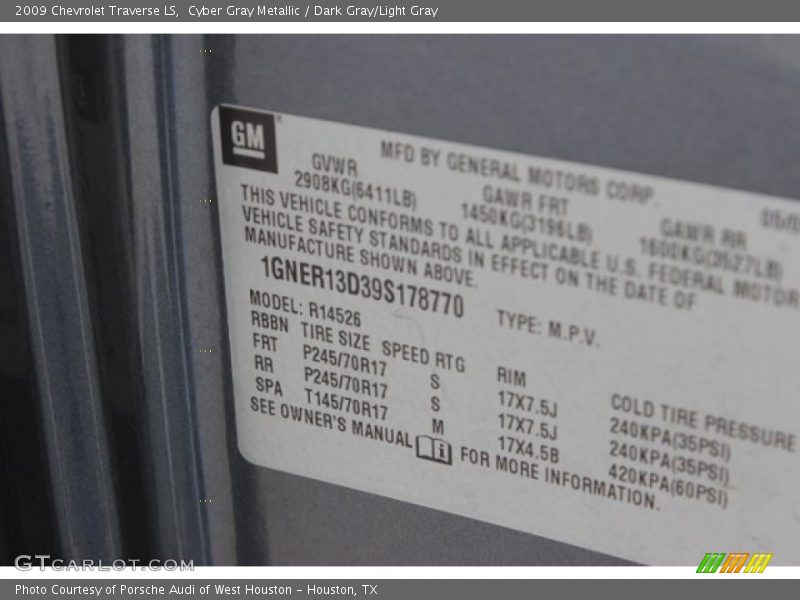 2009 Chevrolet Traverse LS,  Cyber Gray Metallic / Dark Gray/Light Gray
GM
MFD BY GENERAL MOTORS CORP.
GVWR GAWR FRT GAWR RR
2908KG(6411LB) 1450KG(3196LB) 1600KG(3527LB)
THIS VEHICLE CONFORMS TO ALL APPLICABLE U.S. FEDERAL MOTOR
VEHICLE SAFETY STANDARDS IN EFFECT ON THE DATE OF
MANUFACTURE SHOWN ABOVE.
1GNER13D39S178770 TYPE: M.P.V.
MODEL: R14526
RBBN TIRE SIZE SPEED RTG RIM COLD TIRE PRESSURE
FRT P245/70R17 S 17X7.5J 240KPA(35PSI)
RR P245/70R17 S 17X7.5J 240KPA(35PSI)
SPA T145/70R17 M 17X4.5B 420KPA(60PSI)
SEE OWNER'S MANUAL FOR MORE INFORMATION.
GTcarlot.com
Photo Courtesy of Porsche Audi of West Houston - Houston, TX